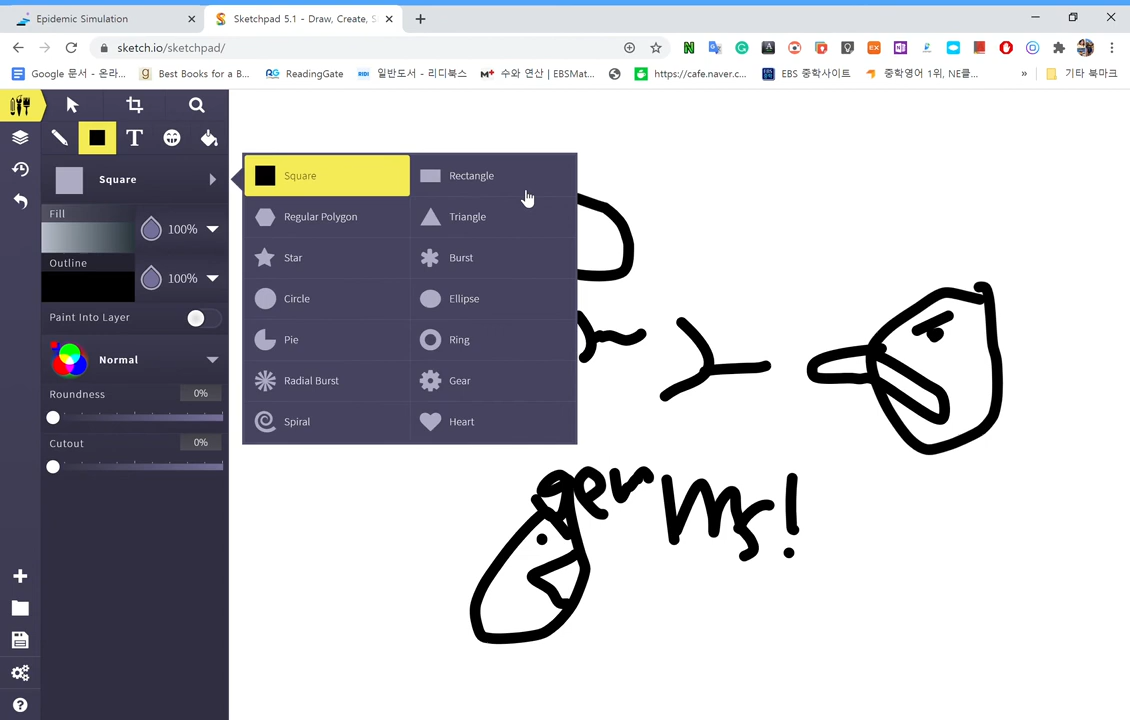 Epidemic Simulation
Sketchpad 5.1 - Draw, Create, S
sketch.io/sketchpad/
Google 문서 - 온라...
Best Books for a B...
ReadingGate
일반도서 - 리디북스
수와 연산 | EBSMat...
https://cafe.naver.c...
EBS 중학사이트
중학영어 1위, NE클...
»
기타 북마크
T
Square
Fill
100%
Outline
100%
Paint Into Layer
Normal
Roundness
0%
Cutout
0%
Square
Rectangle
Regular Polygon
Triangle
Star
Burst
Circle
Ellipse
Pie
Ring
Radial Burst
Gear
Spiral
Heart
germs!